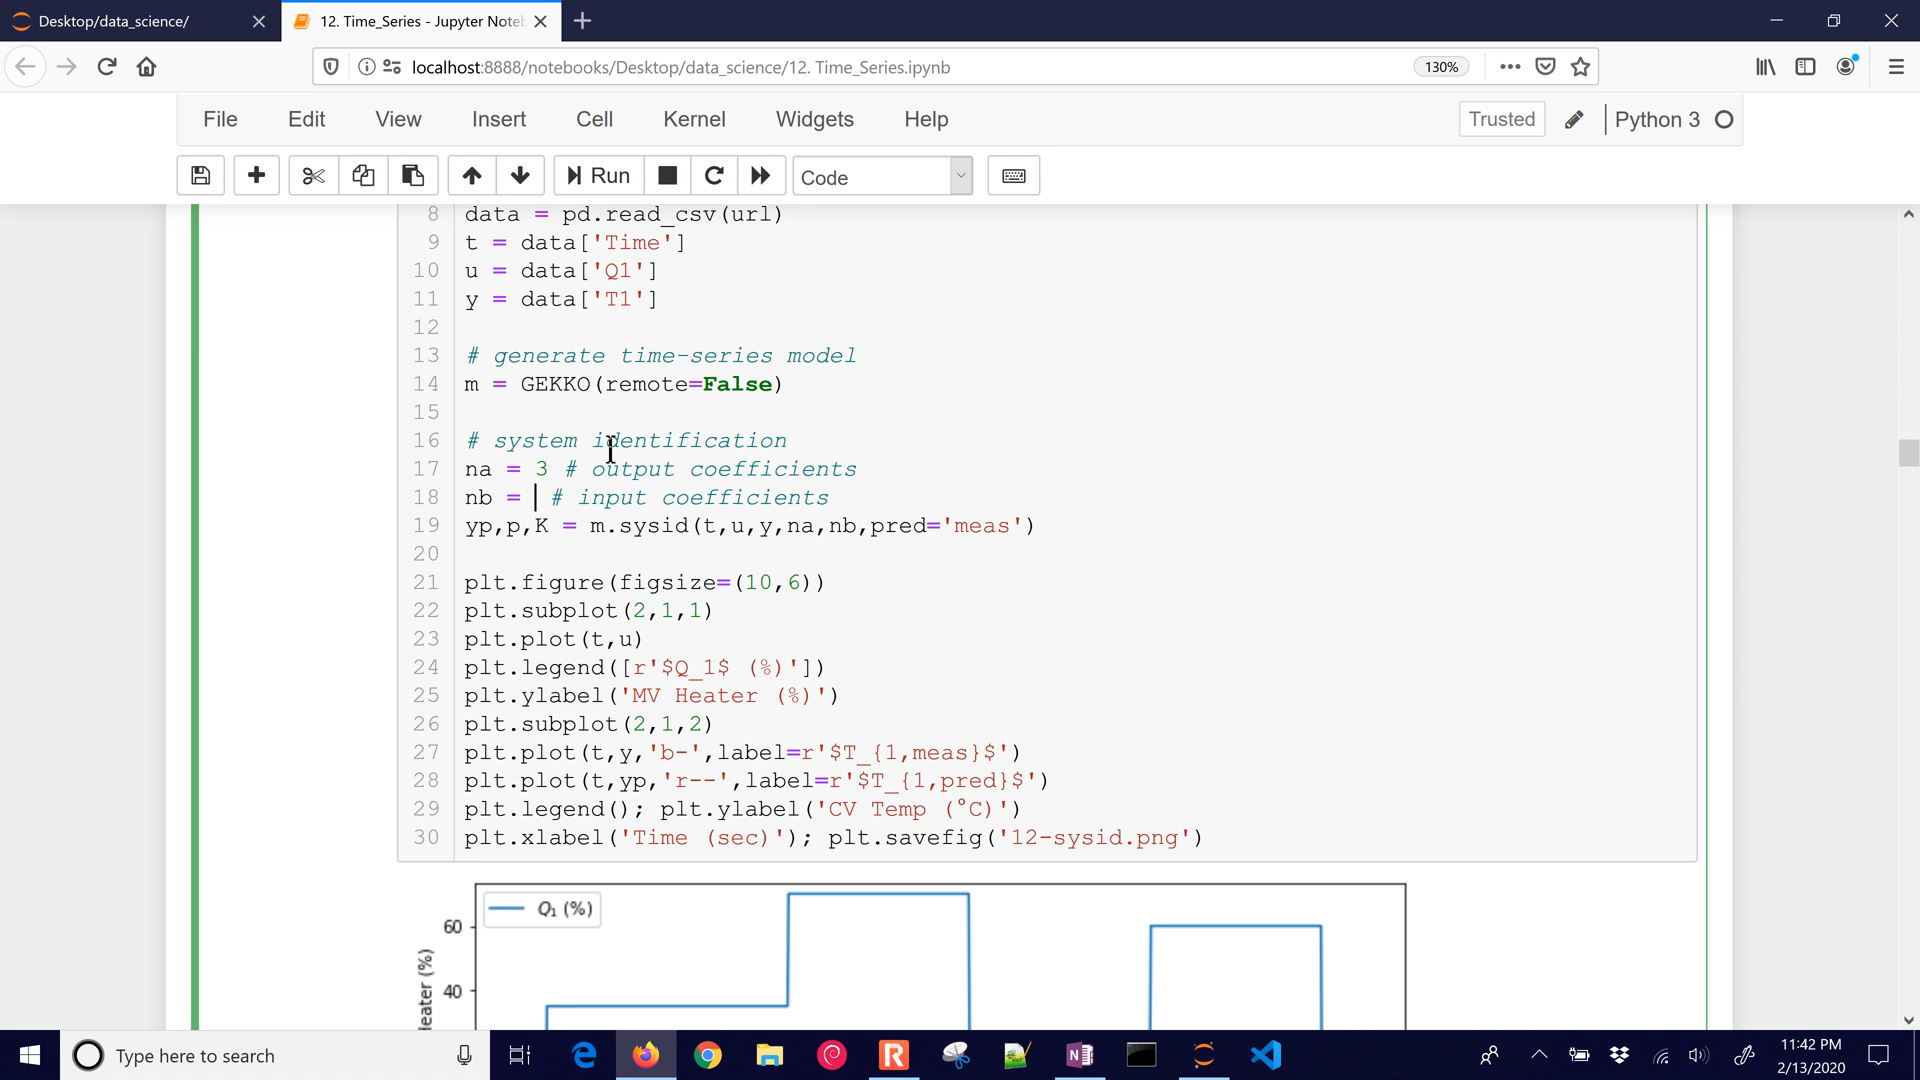 Desktop/data_science/
12. Time_Series - Jupyter Noteb
localhost:8888/notebooks/Desktop/data_science/12. Time_Series.ipynb
130%
File Edit View Insert Cell Kernel Widgets Help
Trusted
Python 3
Run
Code
8 data = pd.read_csv(url)
9 t = data['Time']
10 u = data['Q1']
11 y = data['T1']
12
13 # generate time-series model
14 m = GEKKO(remote=False)
15
16 # system identification
17 na = 3 # output coefficients
18 nb = # input coefficients
19 yp,p,K = m.sysid(t,u,y,na,nb,pred='meas')
20
21 plt.figure(figsize=(10,6))
22 plt.subplot(2,1,1)
23 plt.plot(t,u)
24 plt.legend([r'$Q_1$ (%)'])
25 plt.ylabel('MV Heater (%)')
26 plt.subplot(2,1,2)
27 plt.plot(t,y,'b-',label=r'$T_{1,meas}$')
28 plt.plot(t,yp,'r--',label=r'$T_{1,pred}$')
29 plt.legend(); plt.ylabel('CV Temp (°C)')
30 plt.xlabel('Time (sec)'); plt.savefig('12-sysid.png')
Q₁ (%)
60
40
eater (%)
Type here to search
11:42 PM
2/13/2020